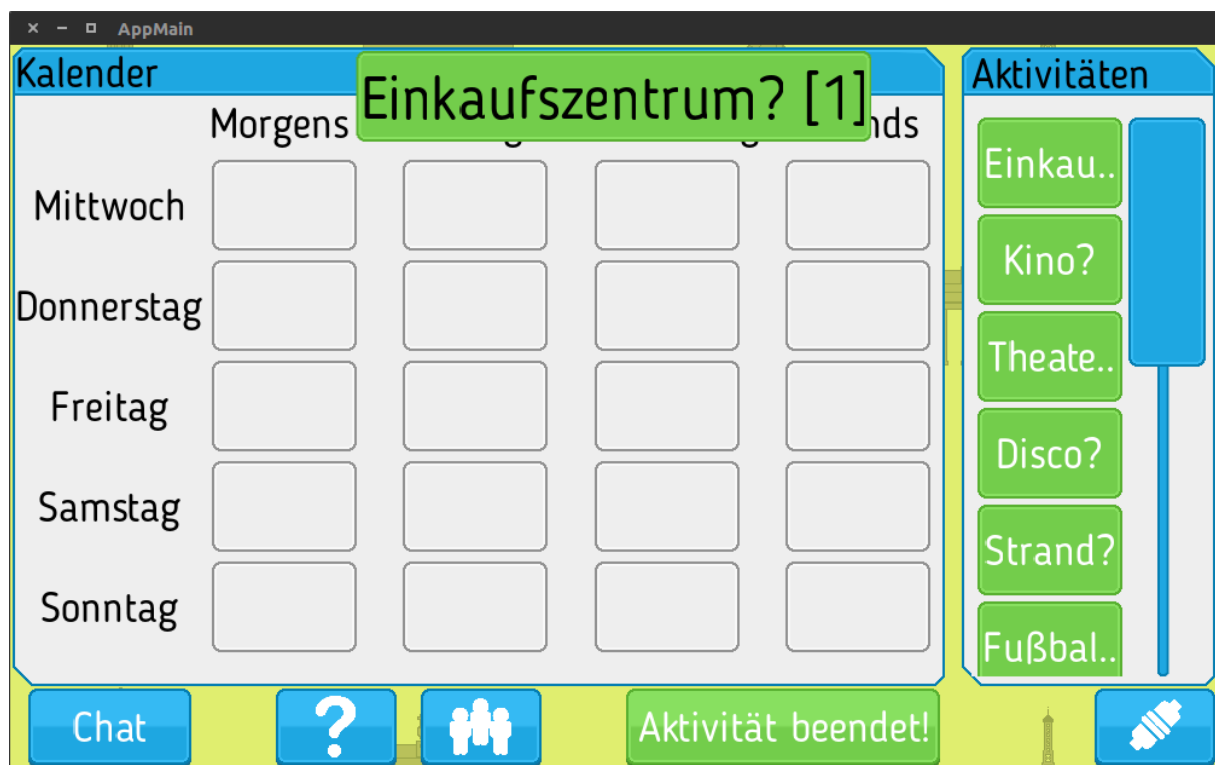 AppMain
Kalender
Einkaufszentrum? [1]
Aktivitäten
Morgens
Mittwoch
Donnerstag
Freitag
Samstag
Sonntag
Einkau..
Kino?
Theate..
Disco?
Strand?
Fußbal..
Chat
?
Aktivität beendet!